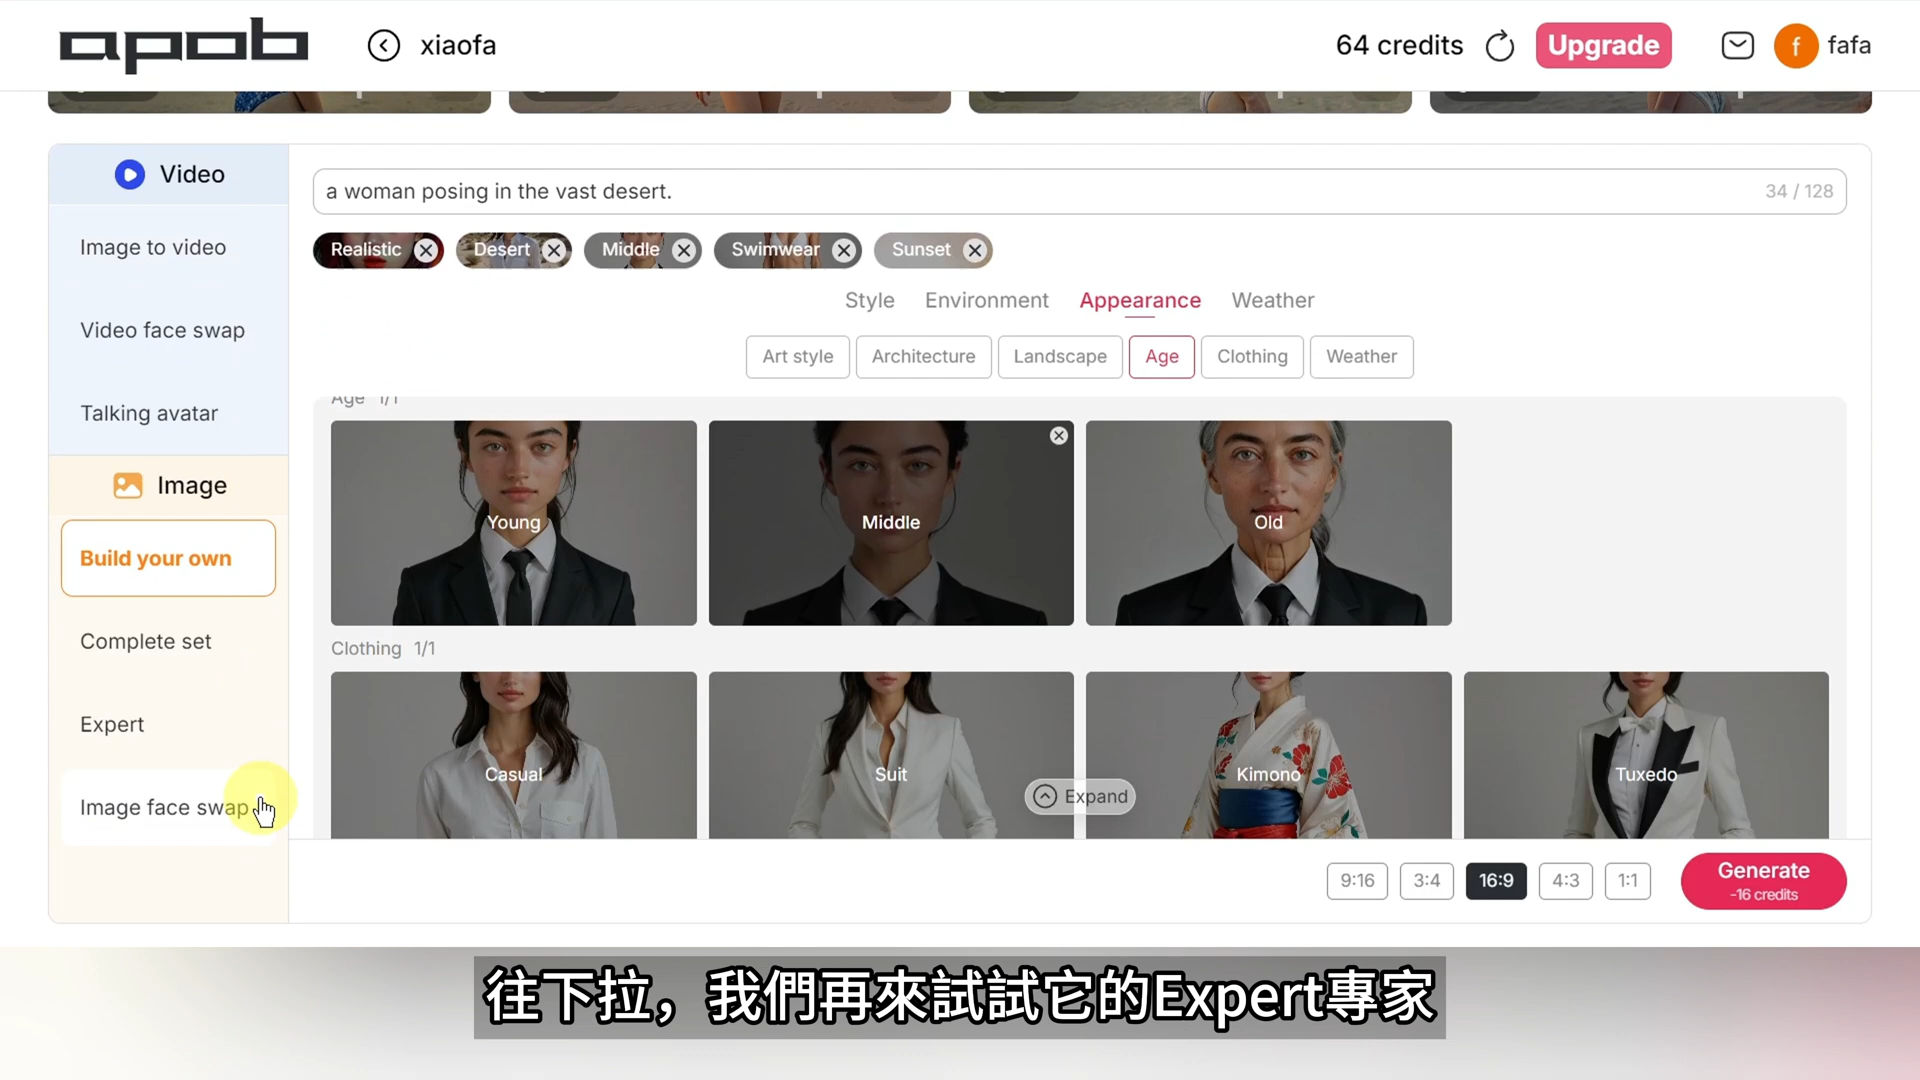 apob
xiaofa
64 credits
Upgrade
f
fafa
Video
Image to video
Video face swap
Talking avatar
Image
Build your own
Complete set
Expert
Image face swap
a woman posing in the vast desert.
34 / 128
Realistic
Desert
Middle
Swimwear
Sunset
Style
Environment
Appearance
Weather
Art style
Architecture
Landscape
Age
Clothing
Weather
Age 1/1
Young
Middle
Old
Clothing 1/1
Casual
Suit
Kimono
Tuxedo
Expand
9:16
3:4
16:9
4:3
1:1
Generate
-16 credits
往下拉，我們再來試試它的Expert專家